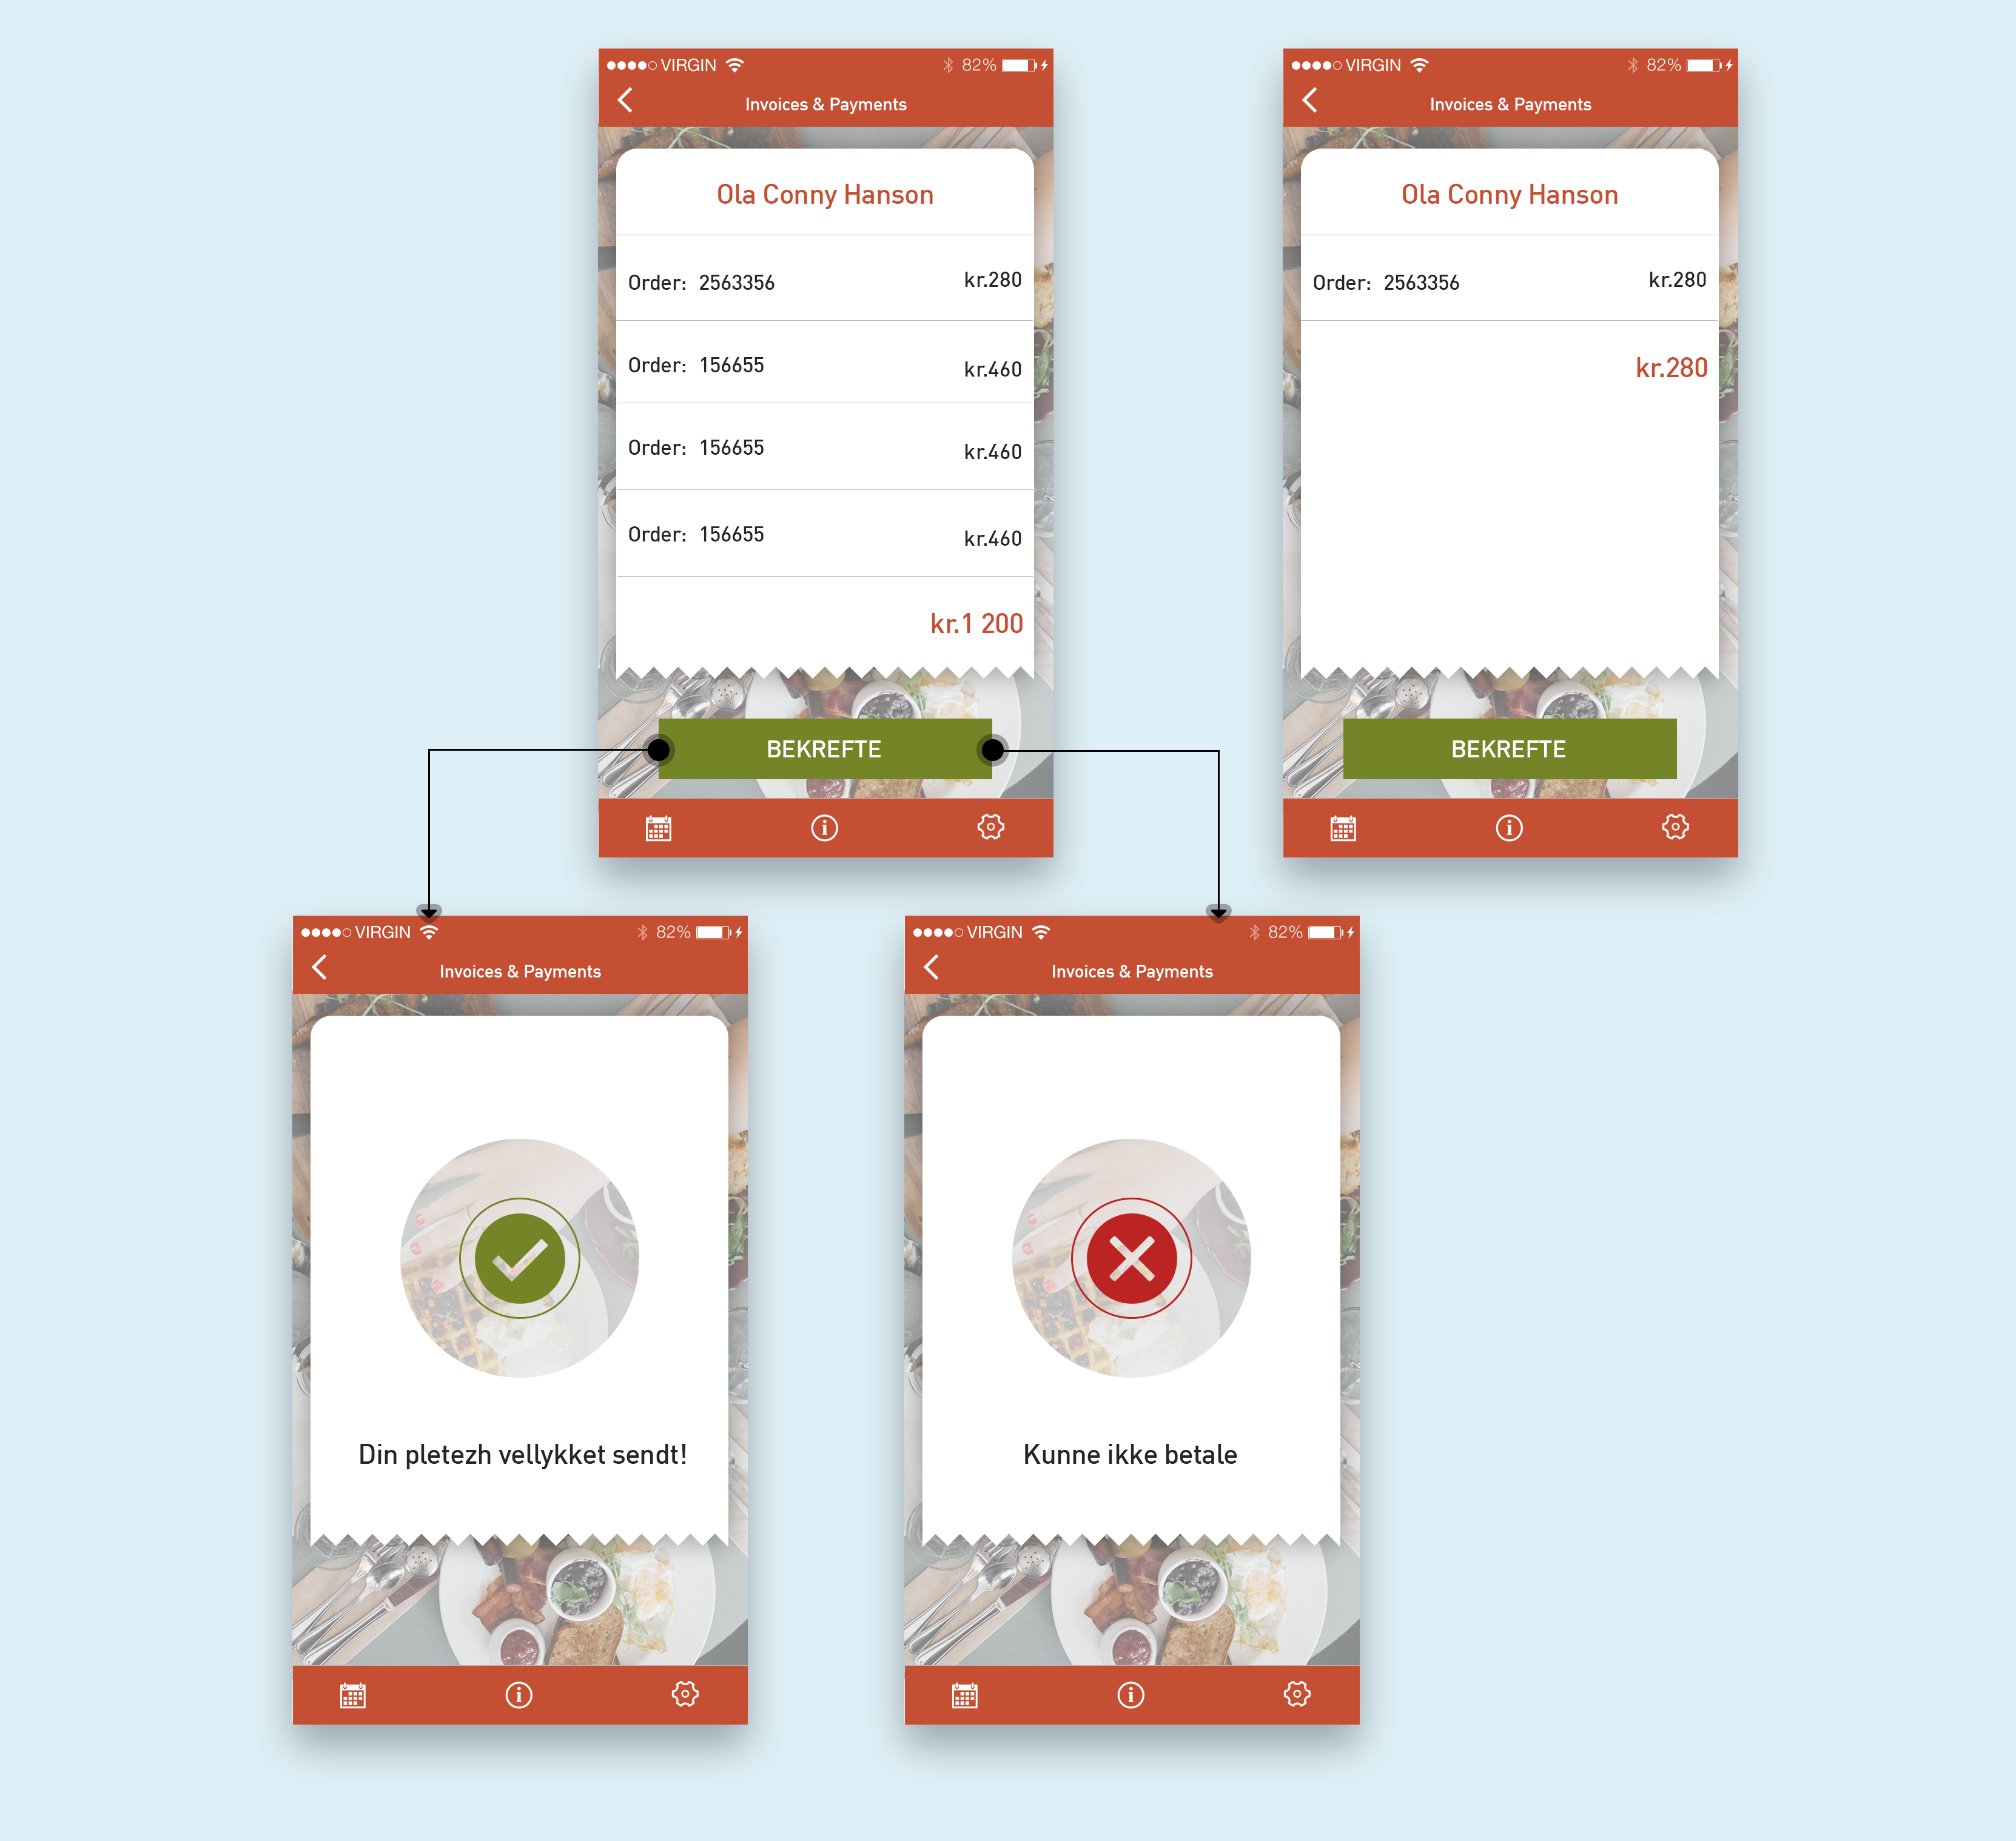 VIRGIN 82%
Invoices & Payments
Ola Conny Hanson
Order: 2563356 kr.280
Order: 156655 kr.460
Order: 156655 kr.460
Order: 156655 kr.460
kr.1 200
BEKREFTE
VIRGIN 82%
Invoices & Payments
Ola Conny Hanson
Order: 2563356 kr.280
kr.280
BEKREFTE
VIRGIN 82%
Invoices & Payments
Din pletezh vellykket sendt!
VIRGIN 82%
Invoices & Payments
Kunne ikke betale